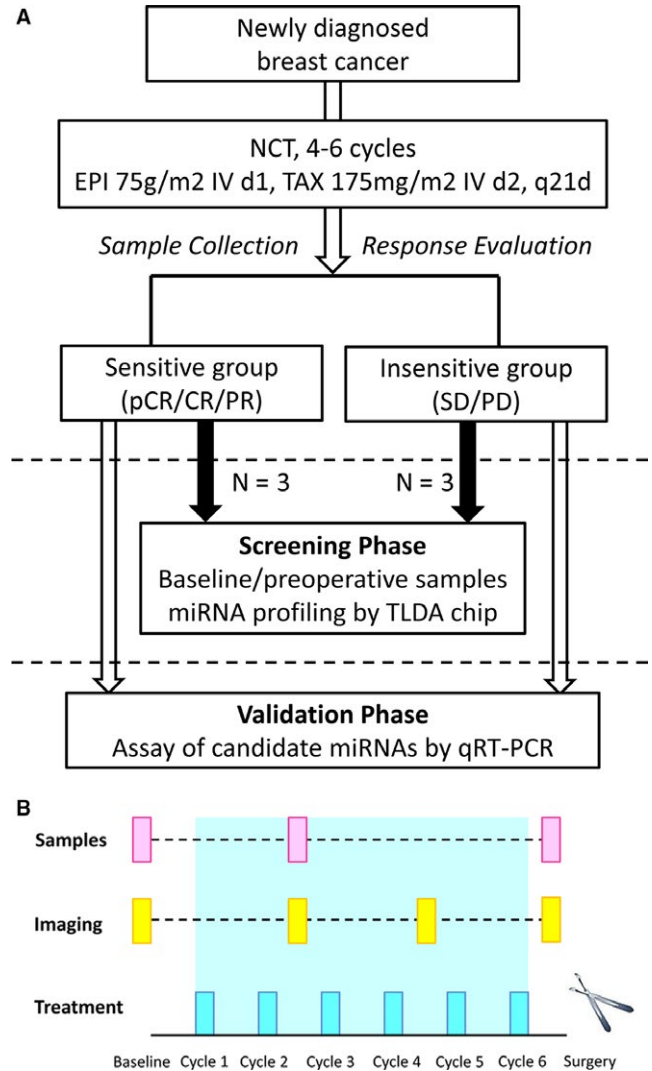 A
Newly diagnosed
breast cancer
NCT, 4-6 cycles
EPI 75g/m2 IV d1, TAX 175mg/m2 IV d2, q21d
Sample Collection Response Evaluation
Sensitive group
(pCR/CR/PR)
Insensitive group
(SD/PD)
N = 3 N = 3
Screening Phase
Baseline/preoperative samples
miRNA profiling by TLDA chip
Validation Phase
Assay of candidate miRNAs by qRT-PCR
B
Samples
Imaging
Treatment
Baseline Cycle 1 Cycle 2 Cycle 3 Cycle 4 Cycle 5 Cycle 6 Surgery